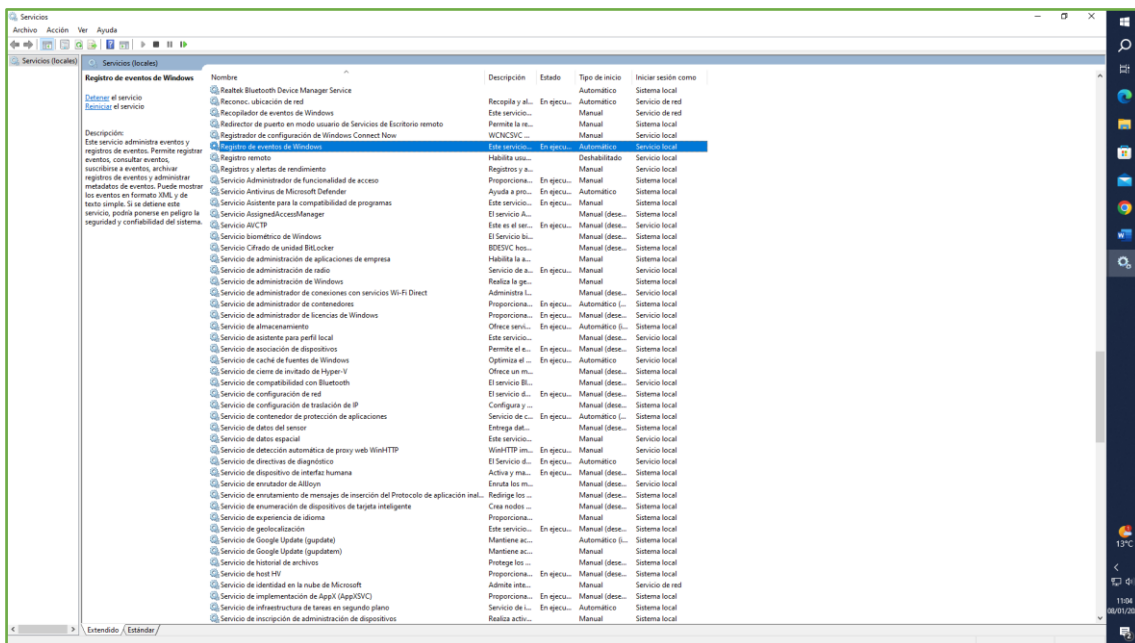 Servicios
Archivo Acción Ver Ayuda
Servicios (locales)
Servicios (locales)
Registro de eventos de Windows
Detener el servicio
Reiniciar el servicio
Descripción:
Este servicio administra eventos y
registros de eventos. Permite registrar
eventos, consultar eventos,
suscribirse a eventos, archivar
registros de eventos y administrar
metadatos de eventos. Puede mostrar
los eventos en formato XML y de
texto simple. Si se detiene este
servicio, podría ponerse en peligro la
seguridad y confiabilidad del sistema.
Nombre Descripción Estado Tipo de inicio Iniciar sesión como
Realtek Bluetooth Device Manager Service Automático Sistema local
Reconoc. ubicación de red Recopila y al... En ejecu... Automático Servicio de red
Recopilador de eventos de Windows Este servicio... Manual Servicio de red
Redirector de puerto en modo usuario de Servicios de Escritorio remoto Permite la re... Manual Sistema local
Registrador de configuración de Windows Connect Now WCNCSVC ... Manual Servicio local
Registro de eventos de Windows Este servicio... En ejecu... Automático Servicio local
Registro remoto Habilita usu... Deshabilitado Servicio local
Registros y alertas de rendimiento Registros y a... Manual Servicio local
Servicio Administrador de funcionalidad de acceso Proporciona... En ejecu... Manual Sistema local
Servicio Antivirus de Microsoft Defender Ayuda a pro... En ejecu... Automático Sistema local
Servicio Asistente para la compatibilidad de programas Este servicio... En ejecu... Manual Sistema local
Servicio AssignedAccessManager El servicio A... Manual (dese... Sistema local
Servicio AVCTP Este es el ser... En ejecu... Manual (dese... Servicio local
Servicio biométrico de Windows El Servicio bi... Manual (dese... Sistema local
Servicio Cifrado de unidad BitLocker BDESVC hos... Manual (dese... Sistema local
Servicio de administración de aplicaciones de empresa Habilita la a... Manual Sistema local
Servicio de administración de radio Servicio de a... En ejecu... Manual Servicio local
Servicio de administración de Windows Realiza la ge... Manual Sistema local
Servicio de administrador de conexiones con servicios Wi-Fi Direct Administra l... Manual (dese... Sistema local
Servicio de administrador de contenedores Proporciona... En ejecu... Automático (... Sistema local
Servicio de administrador de licencias de Windows Proporciona... En ejecu... Manual (dese... Servicio local
Servicio de almacenamiento Ofrece servi... En ejecu... Automático (i... Sistema local
Servicio de asistente para perfil local Este servicio... Manual (dese... Sistema local
Servicio de asociación de dispositivos Permite el e... En ejecu... Manual (dese... Sistema local
Servicio de caché de fuentes de Windows Optimiza el ... En ejecu... Automático Servicio local
Servicio de cierre de invitado de Hyper-V Ofrece un m... Manual (dese... Sistema local
Servicio de compatibilidad con Bluetooth El servicio Bl... Manual (dese... Servicio local
Servicio de configuración de red El servicio d... En ejecu... Manual (dese... Sistema local
Servicio de configuración de traslación de IP Configura y ... Manual (dese... Sistema local
Servicio de contenedor de protección de aplicaciones Servicio de c... En ejecu... Automático (... Sistema local
Servicio de datos del sensor Entrega dat... Manual (dese... Sistema local
Servicio de datos espacial Este servicio... Manual Servicio local
Servicio de detección automática de proxy web WinHTTP WinHTTP im... En ejecu... Manual Servicio local
Servicio de directivas de diagnóstico El Servicio d... En ejecu... Automático Servicio local
Servicio de dispositivo de interfaz humana Activa y ma... En ejecu... Manual (dese... Sistema local
Servicio de enrutador de AllJoyn Enruta los m... Manual (dese... Servicio local
Servicio de enrutamiento de mensajes de inserción del Protocolo de aplicación inal... Redirige los ... Manual (dese... Sistema local
Servicio de enumeración de dispositivos de tarjeta inteligente Crea nodos ... Manual (dese... Sistema local
Servicio de experiencia de idioma Proporciona... Manual Sistema local
Servicio de geolocalización Este servicio... En ejecu... Manual (dese... Sistema local
Servicio de Google Update (gupdate) Mantiene ac... Automático (i... Sistema local
Servicio de Google Update (gupdatem) Mantiene ac... Manual Sistema local
Servicio de historial de archivos Protege los ... Manual (dese... Sistema local
Servicio de host HV Proporciona... En ejecu... Manual (dese... Sistema local
Servicio de identidad en la nube de Microsoft Admite inte... Manual Servicio de red
Servicio de implementación de AppX (AppXSVC) Proporciona... En ejecu... Manual (dese... Sistema local
Servicio de infraestructura de tareas en segundo plano Servicio de i... En ejecu... Automático Sistema local
Servicio de inscripción de administración de dispositivos Realiza activ... Manual Sistema local
Extendido Estándar
13°C
11:04
08/01/20